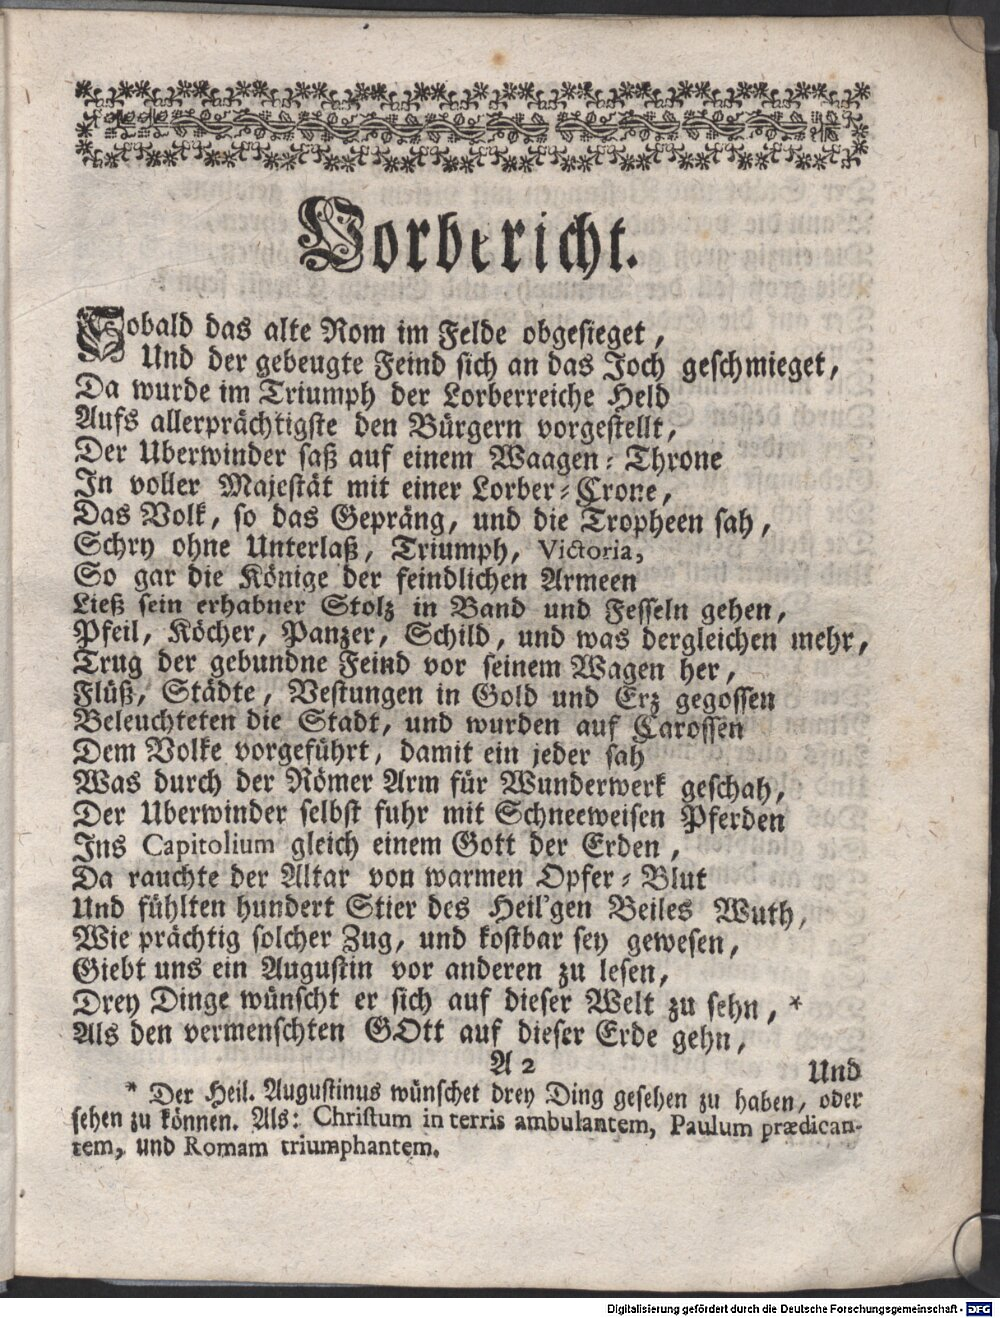 Vorbericht.
Sobald das alte Rom im Felde obgesieget,
Und der gebeugte Feind sich an das Joch geschmieget,
Da wurde im Triumph der Lorberreiche Held
Aufs allerprächtigste den Bürgern vorgestellt,
Der Uberwinder saß auf einem Waagen-Throne
In voller Majestät mit einer Lorber-Crone,
Das Volk, so das Gepräng, und die Tropheen sah,
Schry ohne Unterlaß, Triumph, Victoria,
So gar die Könige der feindlichen Armeen
Ließ sein erhabner Stolz in Band und Fesseln gehen,
Pfeil, Köcher, Panzer, Schild, und was dergleichen mehr,
Trug der gebundne Feind vor seinem Wagen her,
Flüß, Städte, Vestungen in Gold und Erz gegossen
Beleuchteten die Stadt, und wurden auf Carossen
Dem Volke vorgeführt, damit ein jeder sah
Was durch der Römer Arm für Wunderwerk geschah,
Der Uberwinder selbst fuhr mit Schneeweisen Pferden
Ins Capitolium gleich einem Gott der Erden,
Da rauchte der Altar von warmen Opfer-Blut
Und fühlten hundert Stier des Heil'gen Beiles Wuth,
Wie prächtig solcher Zug, und kostbar sey gewesen,
Giebt uns ein Augustin vor anderen zu lesen,
Drey Dinge wünscht er sich auf dieser Welt zu sehn, *
Als den vermenschten GOtt auf dieser Erde gehn,
A 2
Und
* Der Heil. Augustinus wünschet drey Ding gesehen zu haben, oder
sehen zu können. Als: Christum in terris ambulantem, Paulum prædican-
tem, und Romam triumphantem.
Digitalisierung gefördert durch die Deutsche Forschungsgemeinschaft - DFG